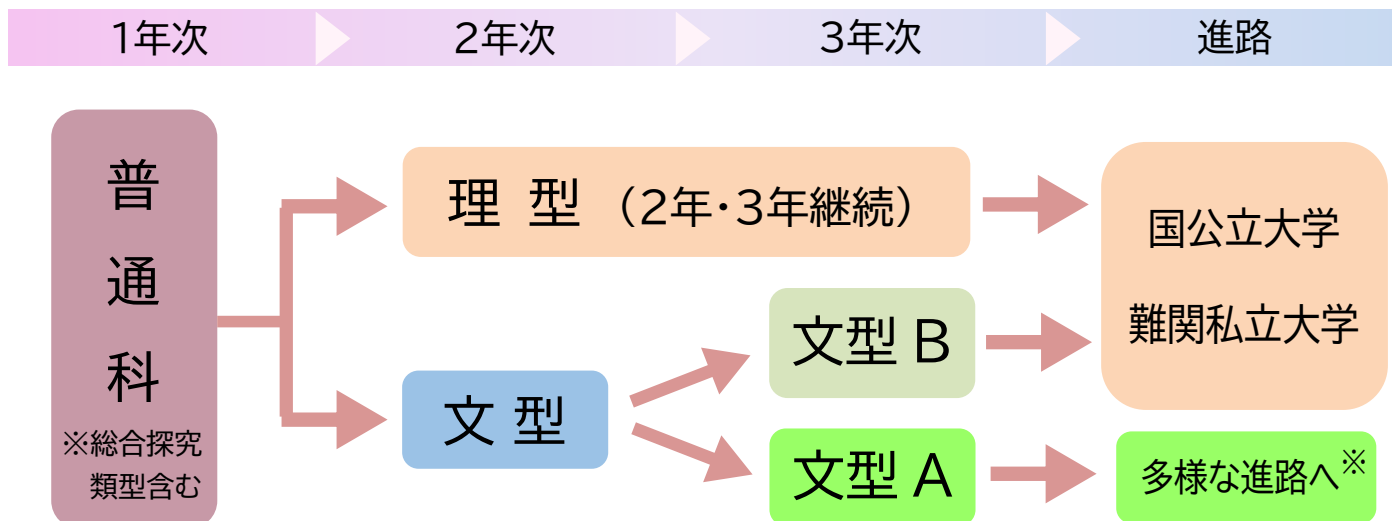 1年次
2年次
3年次
進路
普通科
※総合探究
類型含む
理型（2年・3年継続）
文型
文型 B
文型 A
国公立大学
難関私立大学
多様な進路へ※